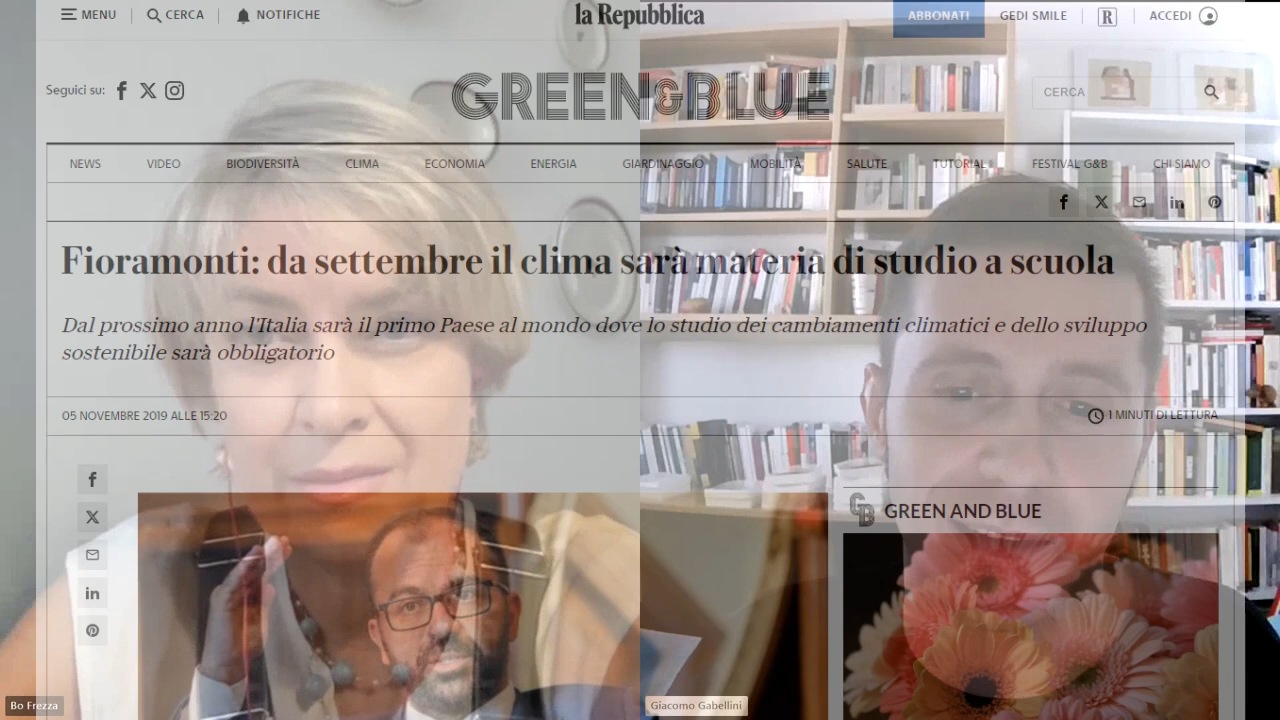 MENU
CERCA
NOTIFICHE
la Repubblica
ABBONATI
GEDI SMILE
R
ACCEDI
Seguici su:
GREEN&BLUE
CERCA
NEWS
VIDEO
BIODIVERSITÀ
CLIMA
ECONOMIA
ENERGIA
GIARDINAGGIO
MOBILITÀ
SALUTE
TUTORIAL
FESTIVAL G&B
CHI SIAMO
Fioramonti: da settembre il clima sarà materia di studio a scuola
Dal prossimo anno l'Italia sarà il primo Paese al mondo dove lo studio dei cambiamenti climatici e dello sviluppo
sostenibile sarà obbligatorio
05 NOVEMBRE 2019 ALLE 15:20
1 MINUTI DI LETTURA
GB
GREEN AND BLUE
Bo Frezza
Giacomo Gabellini